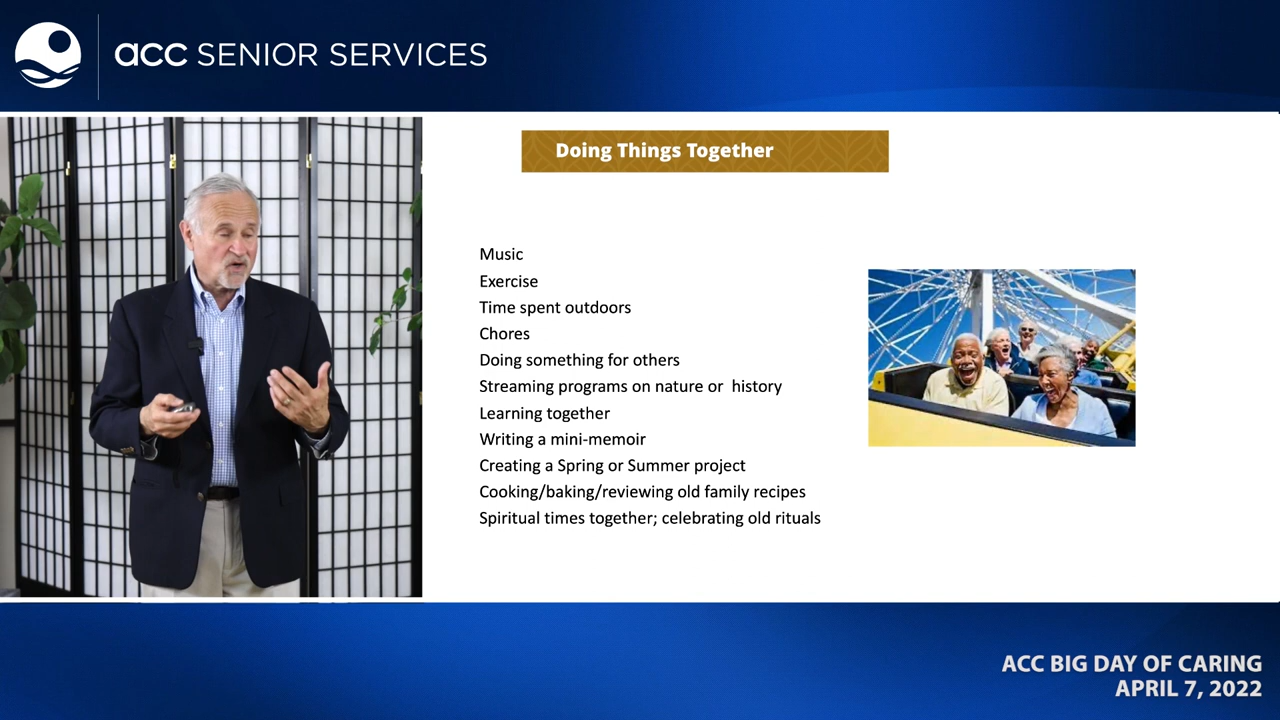 acc SENIOR SERVICES
Doing Things Together
Music
Exercise
Time spent outdoors
Chores
Doing something for others
Streaming programs on nature or  history
Learning together
Writing a mini-memoir
Creating a Spring or Summer project
Cooking/baking/reviewing old family recipes
Spiritual times together; celebrating old rituals
ACC BIG DAY OF CARING
APRIL 7, 2022